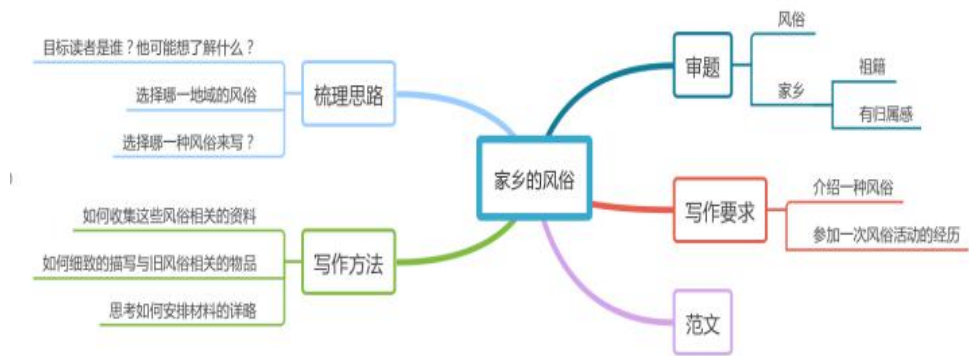 家乡的风俗
审题
风俗
家乡
祖籍
有归属感
写作要求
介绍一种风俗
参加一次风俗活动的经历
范文
梳理思路
目标读者是谁？他可能想了解什么？
选择哪一地域的风俗
选择哪一种风俗来写？
写作方法
如何收集这些风俗相关的资料
如何细致的描写与旧风俗相关的物品
思考如何安排材料的详略